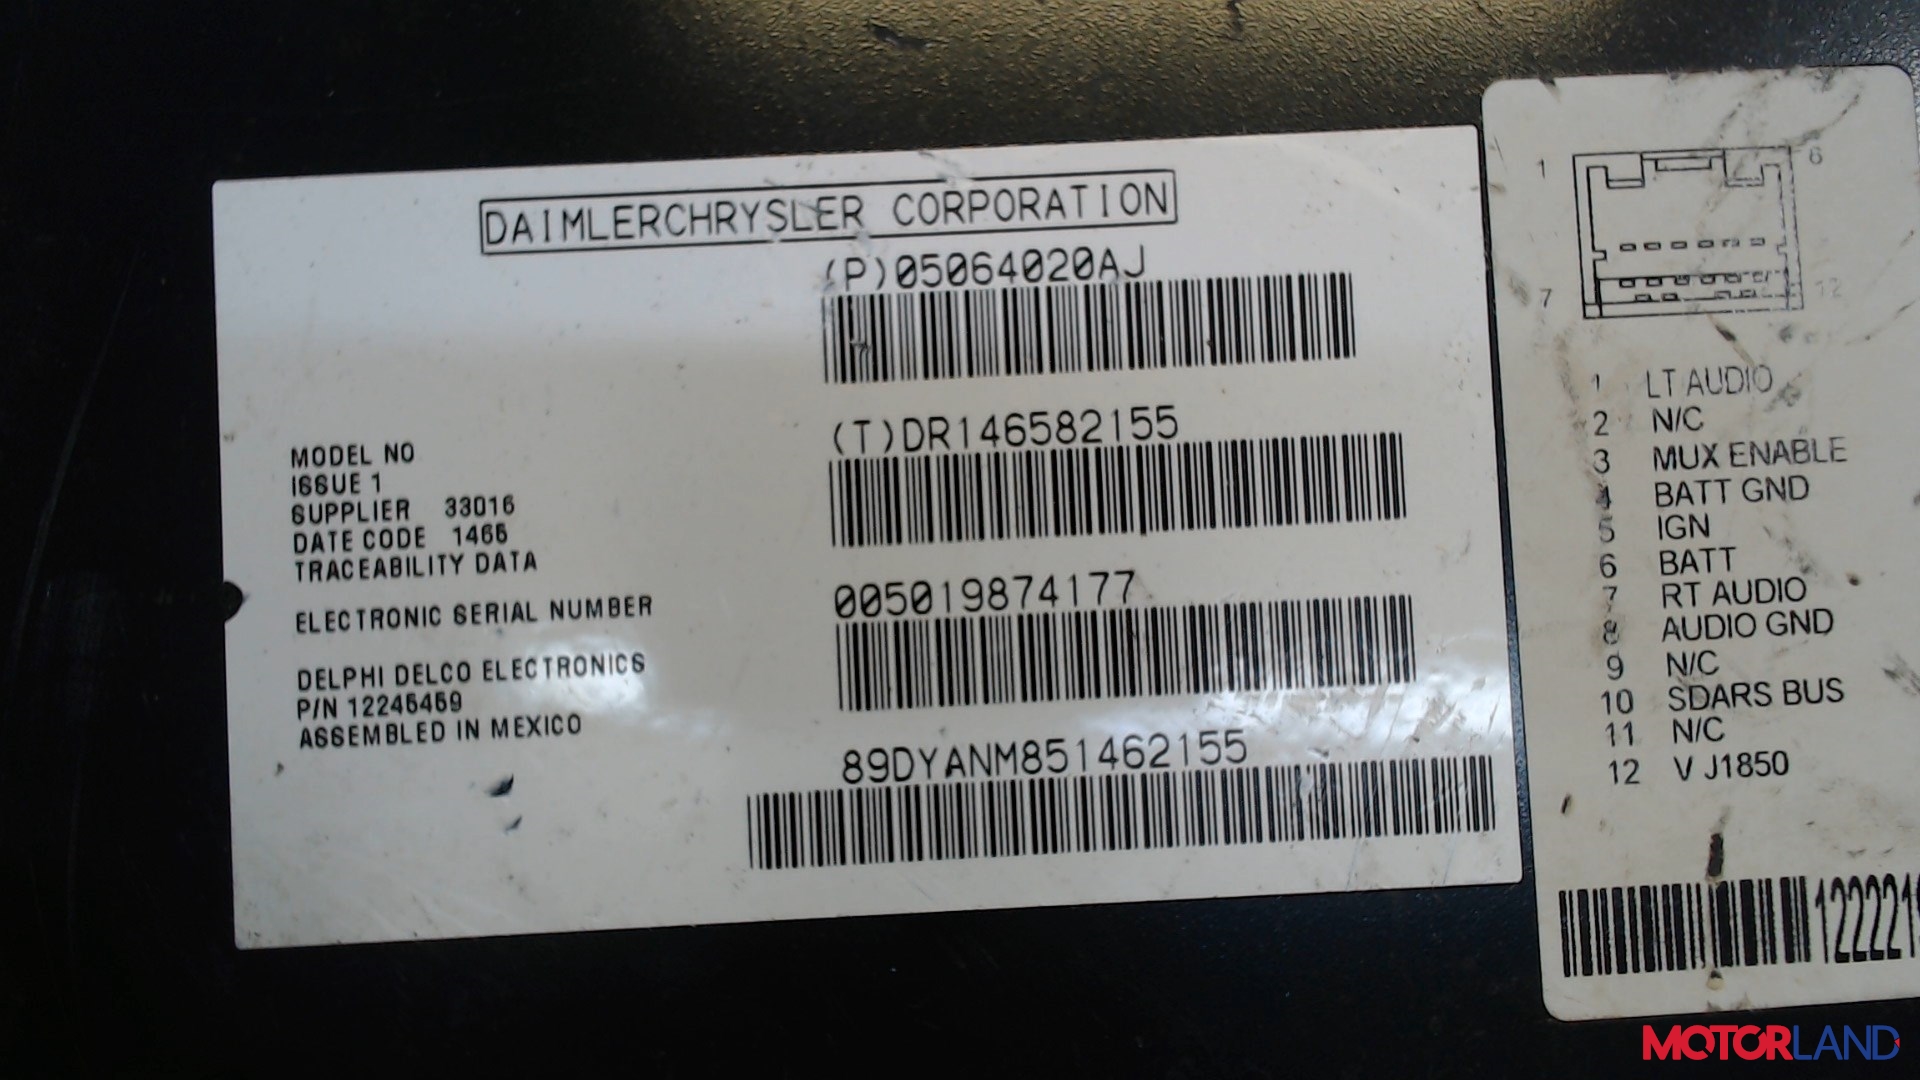 DAIMLERCHRYSLER CORPORATION
(P)05064020AJ
(T)DR146582155
MODEL NO
ISSUE 1
SUPPLIER 33016
DATE CODE 1465
TRACEABILITY DATA
ELECTRONIC SERIAL NUMBER
005019874177
DELPHI DELCO ELECTRONICS
P/N 12245459
ASSEMBLED IN MEXICO
89DYANM851462155
1
6
7
12
1 LT AUDIO
2 N/C
3 MUX ENABLE
4 BATT GND
5 IGN
6 BATT
7 RT AUDIO
8 AUDIO GND
9 N/C
10 SDARS BUS
11 N/C
12 V J1850
MOTORLAND